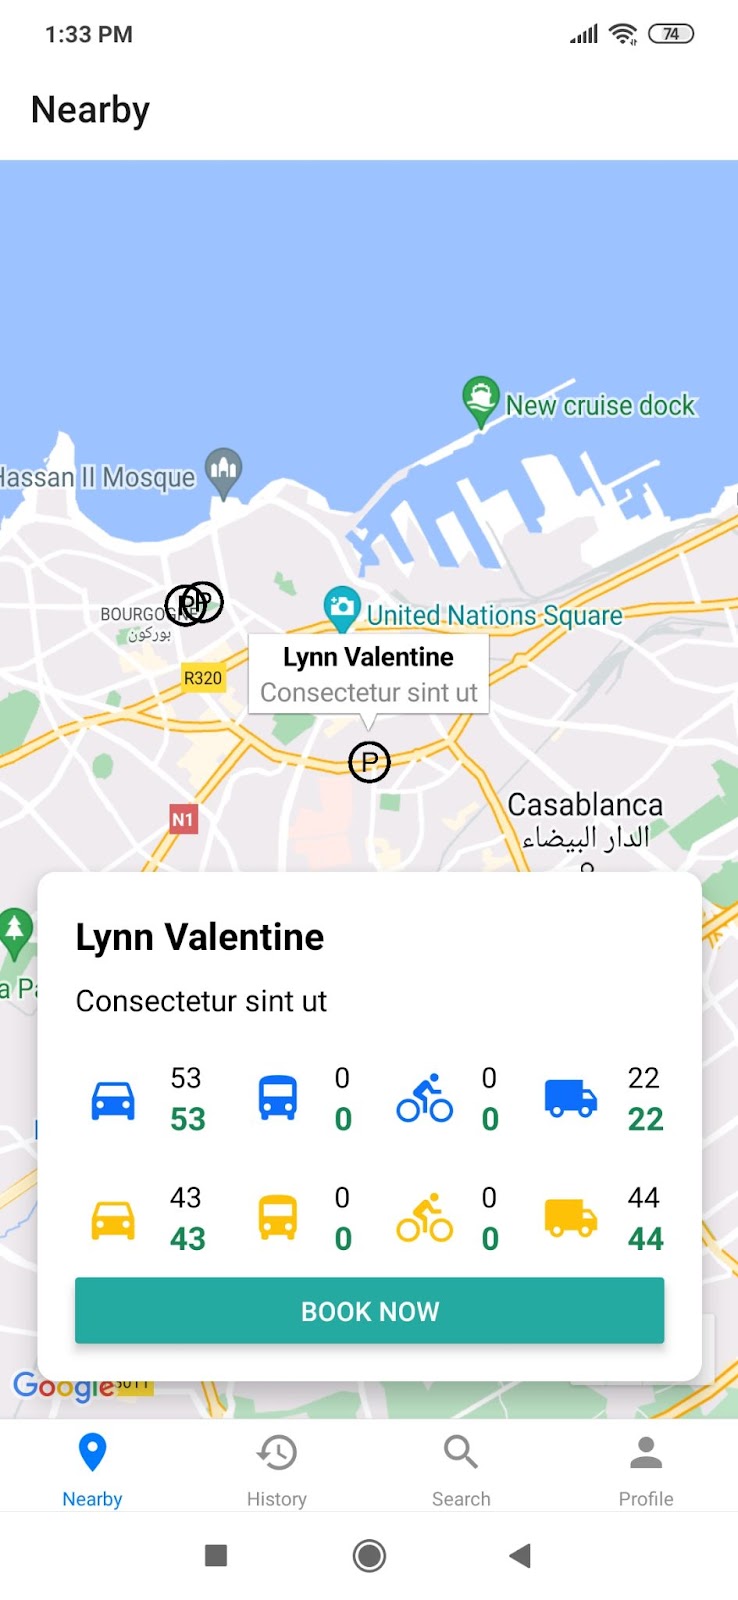 1:33 PM
74
Nearby
New cruise dock
Hassan II Mosque
P
P
BOURGOGNE
بوركون
United Nations Square
Lynn Valentine
Consectetur sint ut
R320
P
Casablanca
الدار البيضاء
N1
a Pa
Lynn Valentine
Consectetur sint ut
53 0 0 22
53 0 0 22
43 0 0 44
43 0 0 44
BOOK NOW
Google
Nearby History Search Profile